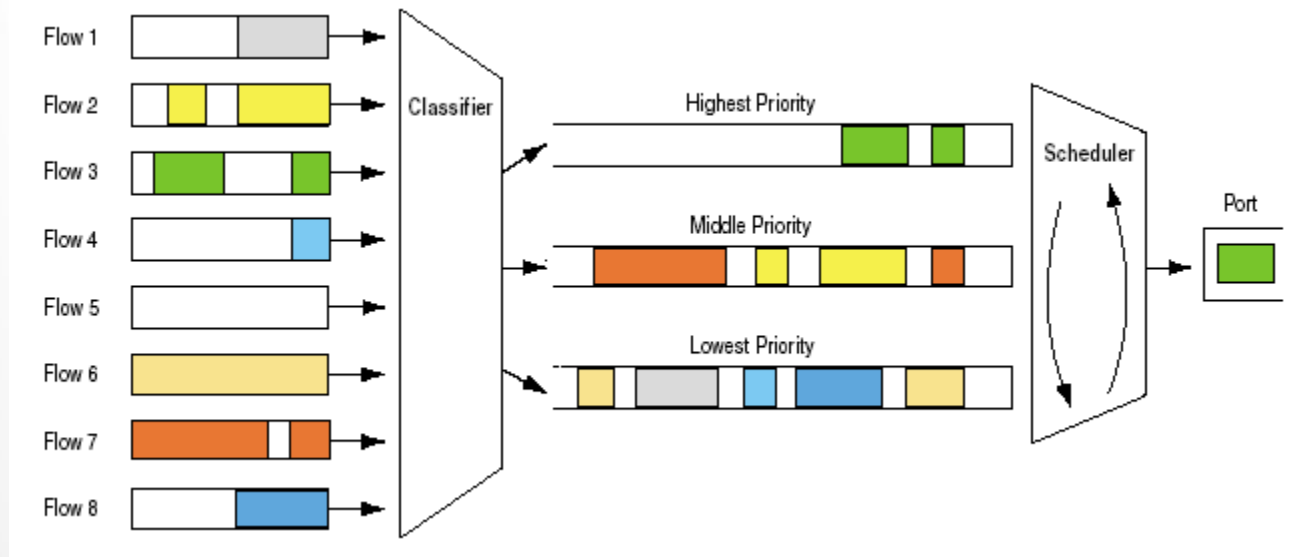 Flow 1
Flow 2
Flow 3
Flow 4
Flow 5
Flow 6
Flow 7
Flow 8
Classifier
Highest Priority
Middle Priority
Lowest Priority
Scheduler
Port